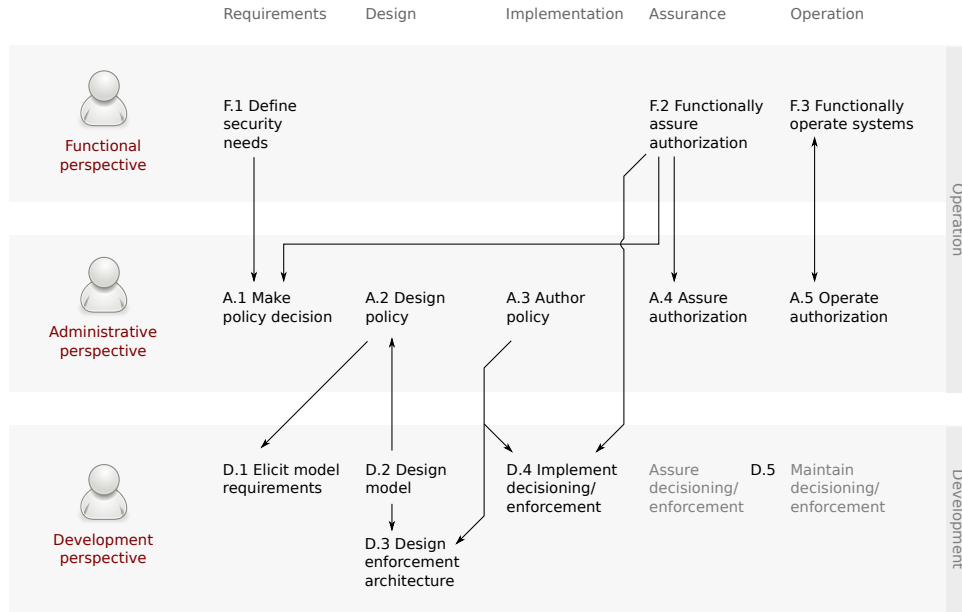 Requirements
Design
Implementation
Assurance
Operation
Functional
perspective
F.1 Define
security
needs
F.2 Functionally
assure
authorization
F.3 Functionally
operate systems
Operation
Administrative
perspective
A.1 Make
policy decision
A.2 Design
policy
A.3 Author
policy
A.4 Assure
authorization
A.5 Operate
authorization
Development
perspective
D.1 Elicit model
requirements
D.2 Design
model
D.3 Design
enforcement
architecture
D.4 Implement
decisioning/
enforcement
Assure
decisioning/
enforcement
D.5
Maintain
decisioning/
enforcement
Development